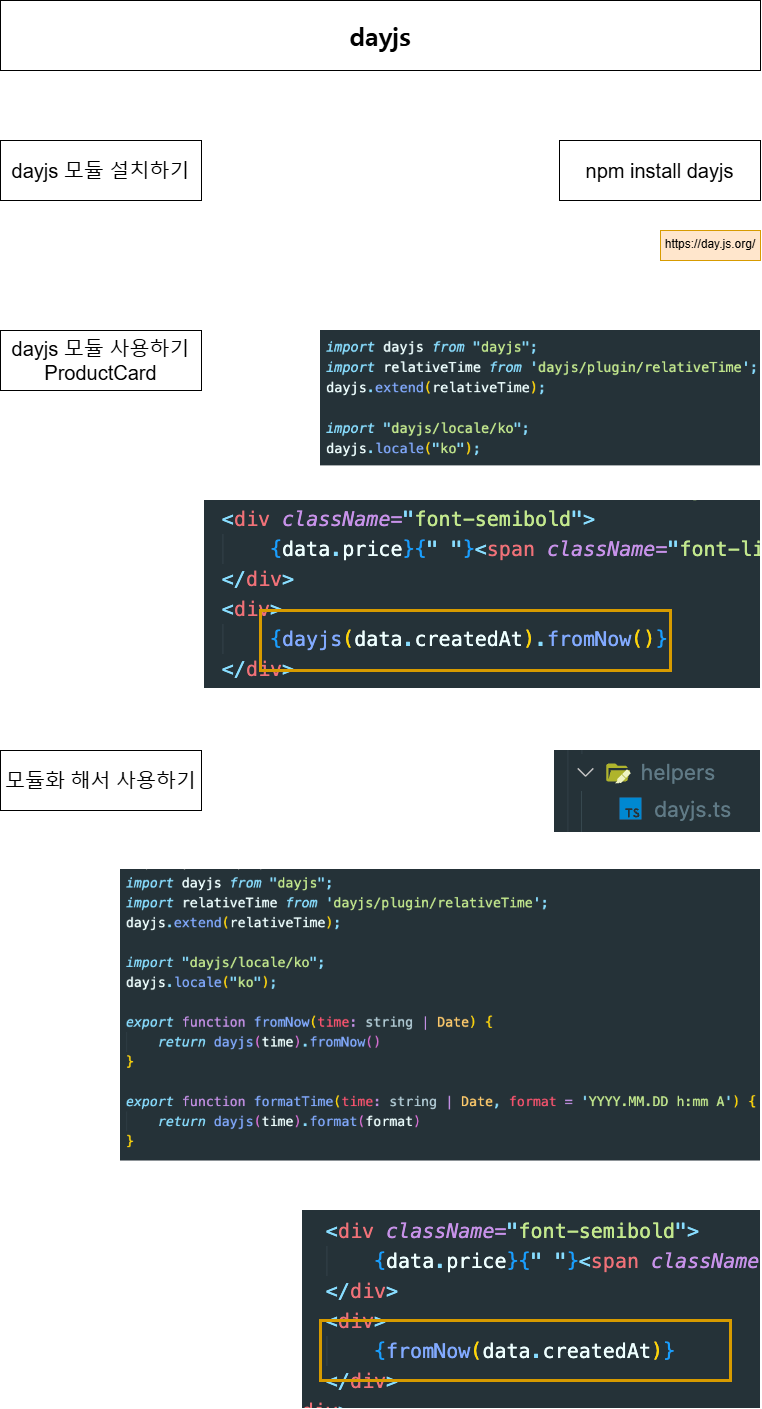 dayjs
dayjs 모듈 설치하기
npm install dayjs
https://day.js.org/
dayjs 모듈 사용하기
ProductCard
import dayjs from "dayjs";
import relativeTime from 'dayjs/plugin/relativeTime';
dayjs.extend(relativeTime);
import "dayjs/locale/ko";
dayjs.locale("ko");
<div className="font-semibold">
{data.price}{" "}<span className="font-li
</div>
<div>
{dayjs(data.createdAt).fromNow()}
</div>
모듈화 해서 사용하기
helpers
TS dayjs.ts
import dayjs from "dayjs";
import relativeTime from 'dayjs/plugin/relativeTime';
dayjs.extend(relativeTime);
import "dayjs/locale/ko";
dayjs.locale("ko");
export function fromNow(time: string | Date) {
return dayjs(time).fromNow()
}
export function formatTime(time: string | Date, format = 'YYYY.MM.DD h:mm A') {
return dayjs(time).format(format)
}
<div className="font-semibold">
{data.price}{" "}<span className
</div>
<div>
{fromNow(data.createdAt)}
</div>